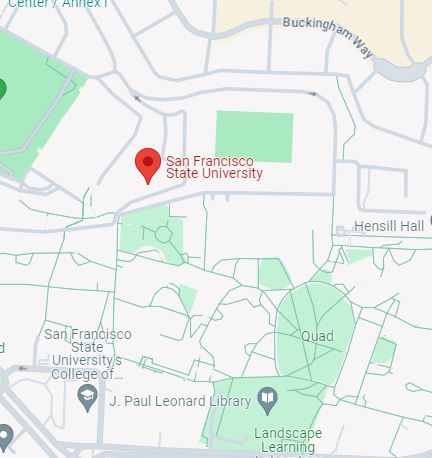 Center / Annex I
Buckingham Way
San Francisco
State University
Hensill Hall
Quad
San Francisco
State
University's
College of...
d
J. Paul Leonard Library
Landscape
Learning